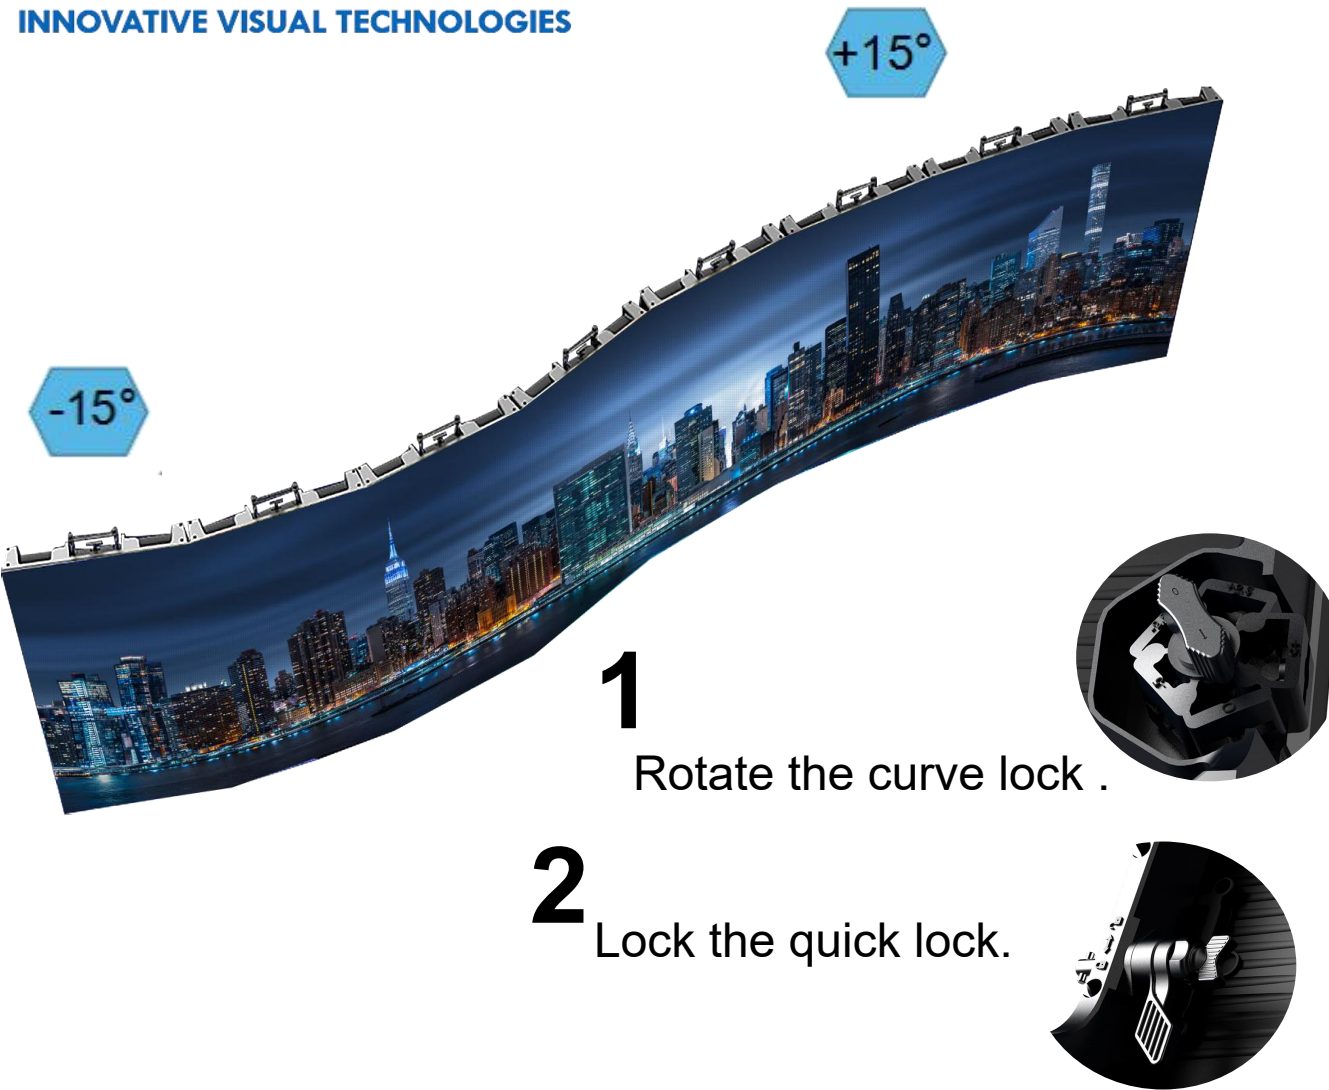 INNOVATIVE VISUAL TECHNOLOGIES
+15°
-15°
1
Rotate the curve lock .
2
Lock the quick lock.